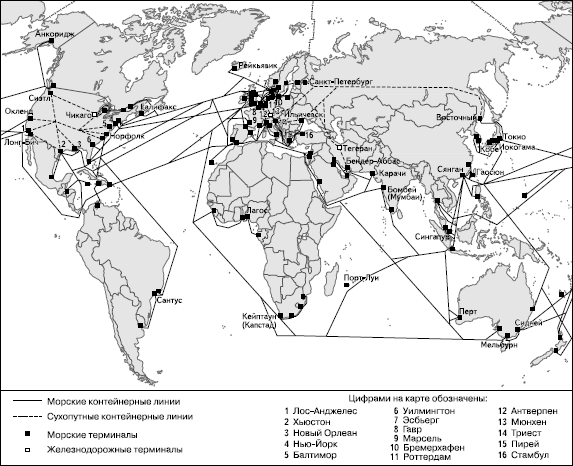 Анкоридж
Рейкьявик
Санкт-Петербург
Сиэтл
Чикаго
Галифакс
Ильичевск
Восточный
Окленд
Норфолк
Лонг-Бич
Тегеран
Токио
Кобе
Иокогама
Бендер-Аббас
Карачи
Сянган
Гаосюн
Бомбей
(Мумбаи)
Лагос
Сингапур
Порт-Луи
Сантус
Кейптаун
(Капстад)
Перт
Сидней
Мельбурн
Морские контейнерные линии
Сухопутные контейнерные линии
Морские терминалы
Железнодорожные терминалы
Цифрами на карте обозначены:
1 Лос-Анджелес
2 Хьюстон
3 Новый Орлеан
4 Нью-Йорк
5 Балтимор
6 Уилмингтон
7 Эсбьерг
8 Гавр
9 Марсель
10 Бремерхафен
11 Роттердам
12 Антверпен
13 Мюнхен
14 Триест
15 Пирей
16 Стамбул